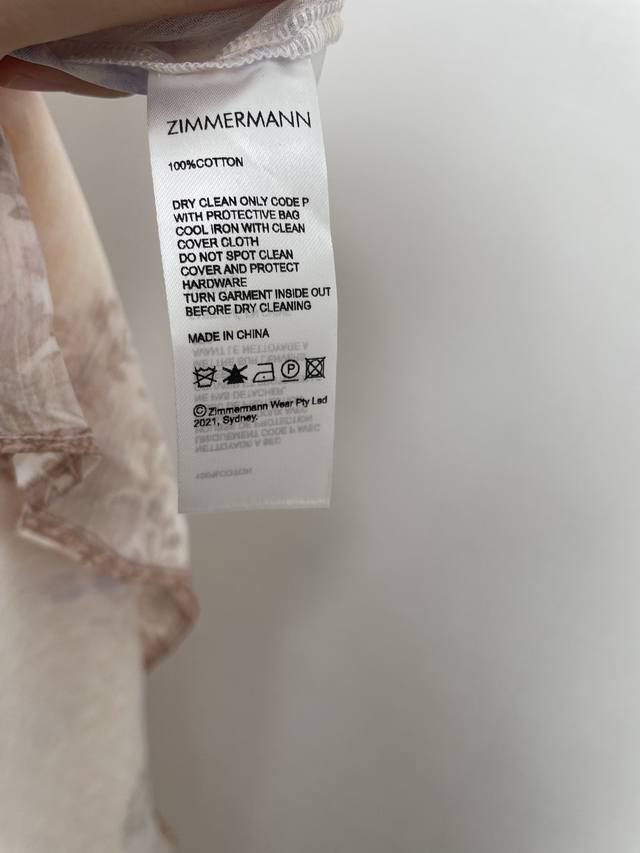 ZIMMERMANN
100%COTTON
DRY CLEAN ONLY CODE P
WITH PROTECTIVE BAG
COOL IRON WITH CLEAN
COVER CLOTH
DO NOT SPOT CLEAN
COVER AND PROTECT
HARDWARE
TURN GARMENT INSIDE OUT
BEFORE DRY CLEANING
MADE IN CHINA
P
© Zimmermann Wear Pty Lsd
2021, Sydney.